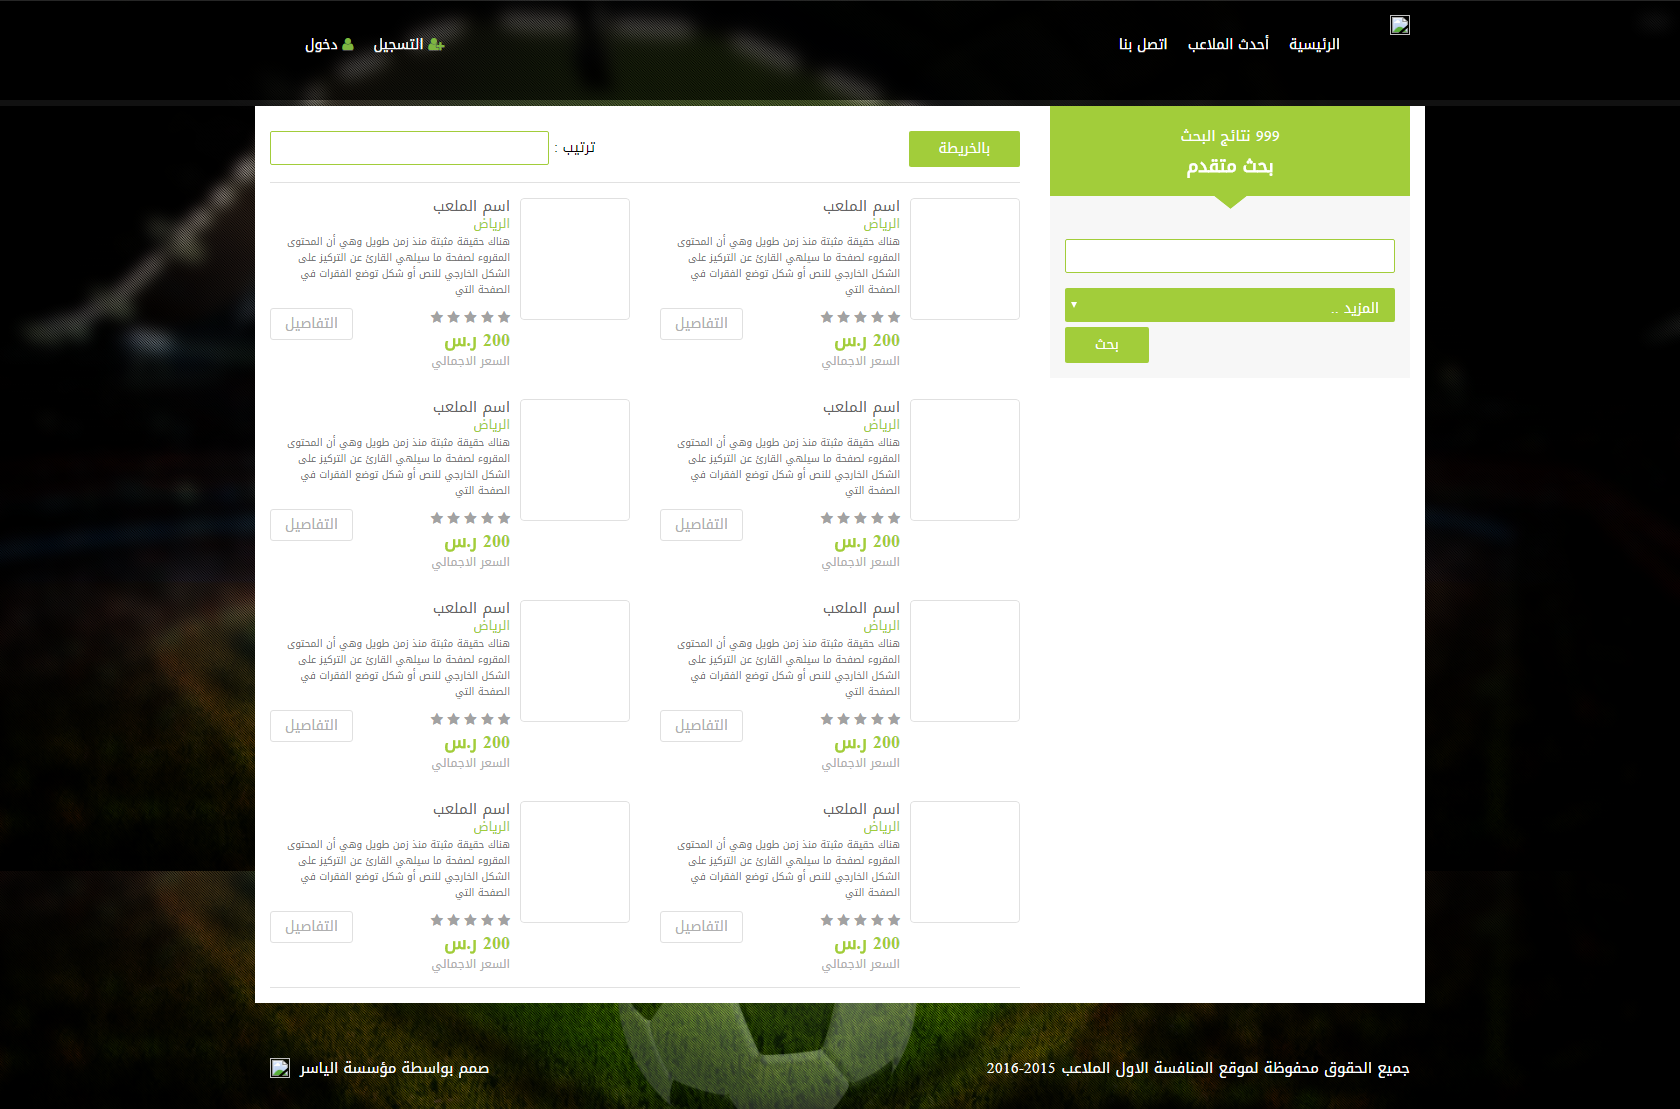 الرئيسية
أحدث الملاعب
اتصل بنا
التسجيل
دخول
999 نتائج البحث
بحث متقدم
المزيد ..
بحث
بالخريطة
ترتيب :
اسم الملعب
الرياض
هناك حقيقة مثبتة منذ زمن طويل وهي أن المحتوى
المقروء لصفحة ما سيلهي القارئ عن التركيز على
الشكل الخارجي للنص أو شكل توضع الفقرات في
الصفحة التي
200 ر.س
السعر الاجمالي
التفاصيل
اسم الملعب
الرياض
هناك حقيقة مثبتة منذ زمن طويل وهي أن المحتوى
المقروء لصفحة ما سيلهي القارئ عن التركيز على
الشكل الخارجي للنص أو شكل توضع الفقرات في
الصفحة التي
200 ر.س
السعر الاجمالي
التفاصيل
اسم الملعب
الرياض
هناك حقيقة مثبتة منذ زمن طويل وهي أن المحتوى
المقروء لصفحة ما سيلهي القارئ عن التركيز على
الشكل الخارجي للنص أو شكل توضع الفقرات في
الصفحة التي
200 ر.س
السعر الاجمالي
التفاصيل
اسم الملعب
الرياض
هناك حقيقة مثبتة منذ زمن طويل وهي أن المحتوى
المقروء لصفحة ما سيلهي القارئ عن التركيز على
الشكل الخارجي للنص أو شكل توضع الفقرات في
الصفحة التي
200 ر.س
السعر الاجمالي
التفاصيل
اسم الملعب
الرياض
هناك حقيقة مثبتة منذ زمن طويل وهي أن المحتوى
المقروء لصفحة ما سيلهي القارئ عن التركيز على
الشكل الخارجي للنص أو شكل توضع الفقرات في
الصفحة التي
200 ر.س
السعر الاجمالي
التفاصيل
اسم الملعب
الرياض
هناك حقيقة مثبتة منذ زمن طويل وهي أن المحتوى
المقروء لصفحة ما سيلهي القارئ عن التركيز على
الشكل الخارجي للنص أو شكل توضع الفقرات في
الصفحة التي
200 ر.س
السعر الاجمالي
التفاصيل
اسم الملعب
الرياض
هناك حقيقة مثبتة منذ زمن طويل وهي أن المحتوى
المقروء لصفحة ما سيلهي القارئ عن التركيز على
الشكل الخارجي للنص أو شكل توضع الفقرات في
الصفحة التي
200 ر.س
السعر الاجمالي
التفاصيل
اسم الملعب
الرياض
هناك حقيقة مثبتة منذ زمن طويل وهي أن المحتوى
المقروء لصفحة ما سيلهي القارئ عن التركيز على
الشكل الخارجي للنص أو شكل توضع الفقرات في
الصفحة التي
200 ر.س
السعر الاجمالي
التفاصيل
جميع الحقوق محفوظة لموقع المنافسة الاول الملاعب 2015-2016
صمم بواسطة مؤسسة الياسر